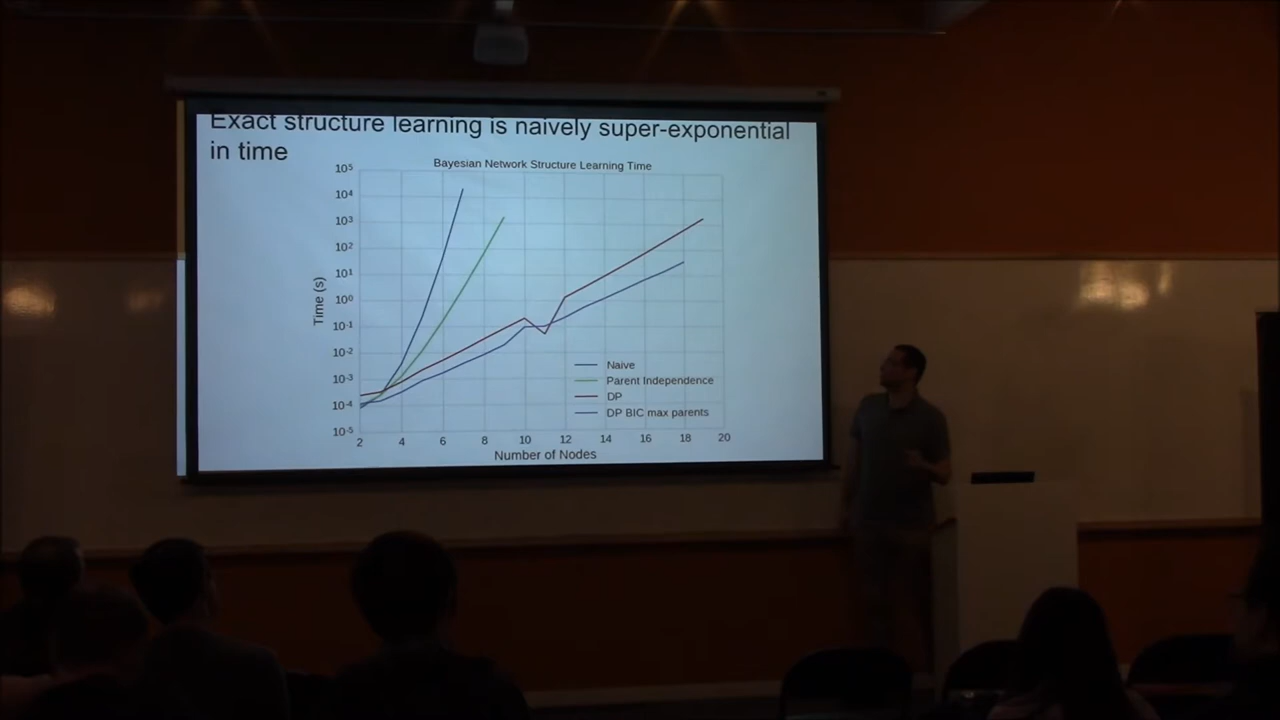 Exact structure learning is naively super-exponential
in time
Bayesian Network Structure Learning Time
10⁵
10⁴
10³
10²
10¹
10⁰
10⁻¹
10⁻²
10⁻³
10⁻⁴
10⁻⁵
Time (s)
Naive
Parent Independence
DP
DP BIC max parents
2 4 6 8 10 12 14 16 18 20
Number of Nodes